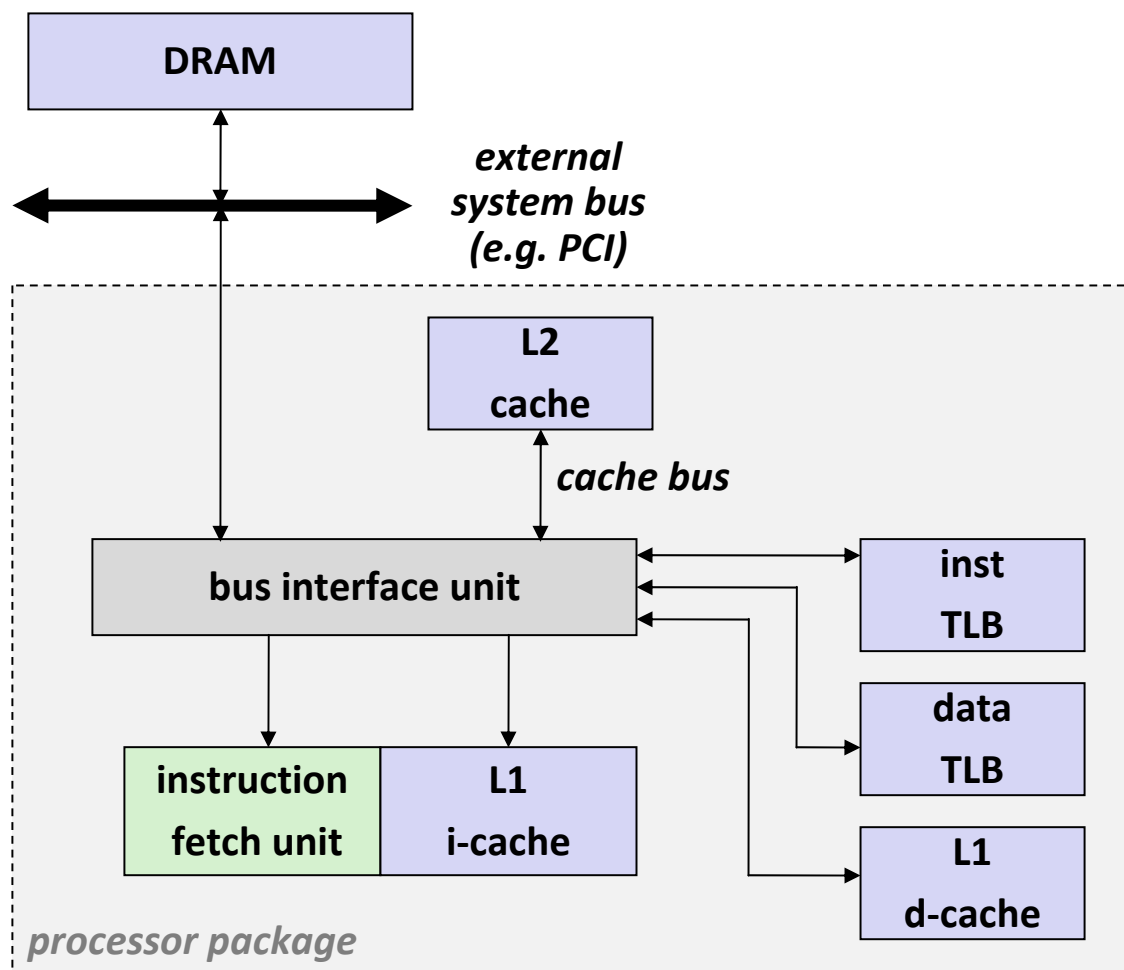 DRAM
external
system bus
(e.g. PCI)
L2
cache
cache bus
bus interface unit
inst
TLB
data
TLB
instruction
fetch unit
L1
i-cache
L1
d-cache
processor package